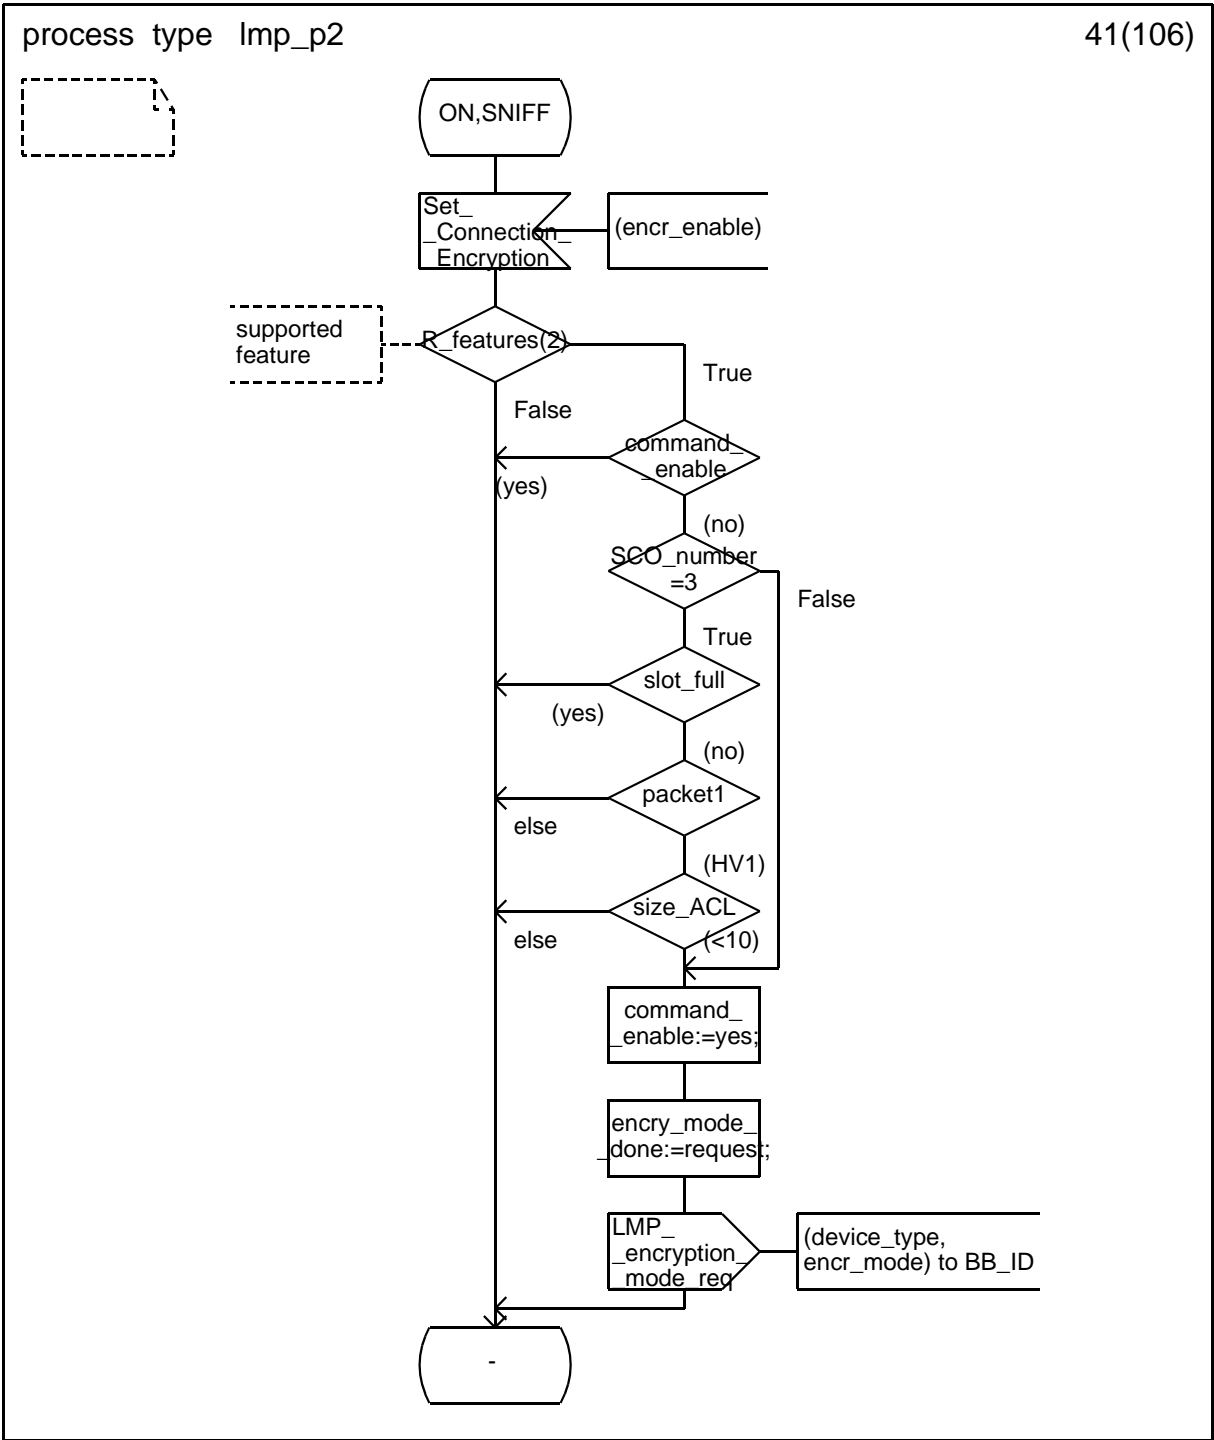 process type lmp_p2
41(106)
ON,SNIFF
Set_
_Connection_
_Encryption
(encr_enable)
supported
feature
R_features(2)
True
False
command_
_enable
(yes)
(no)
SCO_number
=3
False
True
slot_full
(yes)
(no)
packet1
else
(HV1)
size_ACL
else
(<10)
command_
_enable:=yes;
encry_mode_
_done:=request;
LMP_
_encryption_
_mode_req
(device_type,
encr_mode) to BB_ID
-